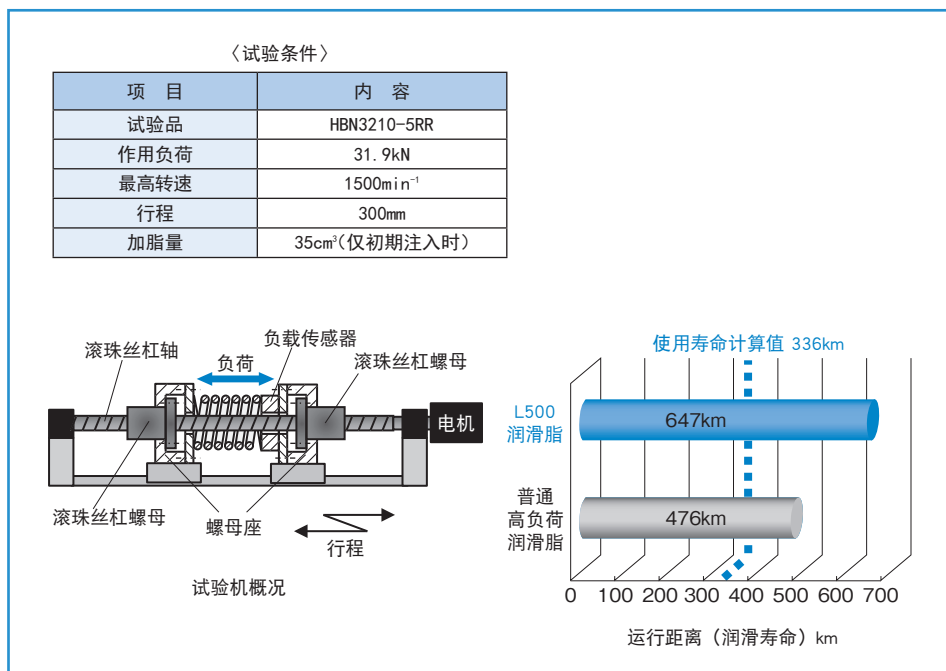 〈试验条件〉
项 目 内 容
试验品 HBN3210-5RR
作用负荷 31.9kN
最高转速 1500min⁻¹
行程 300mm
加脂量 35cm³(仅初期注入时)
滚珠丝杠轴
负荷
负载传感器
滚珠丝杠螺母
电机
滚珠丝杠螺母
螺母座
行程
试验机概况
使用寿命计算值 336km
L500
润滑脂
647km
普通
高负荷
润滑脂
476km
0 100 200 300 400 500 600 700
运行距离（润滑寿命）km